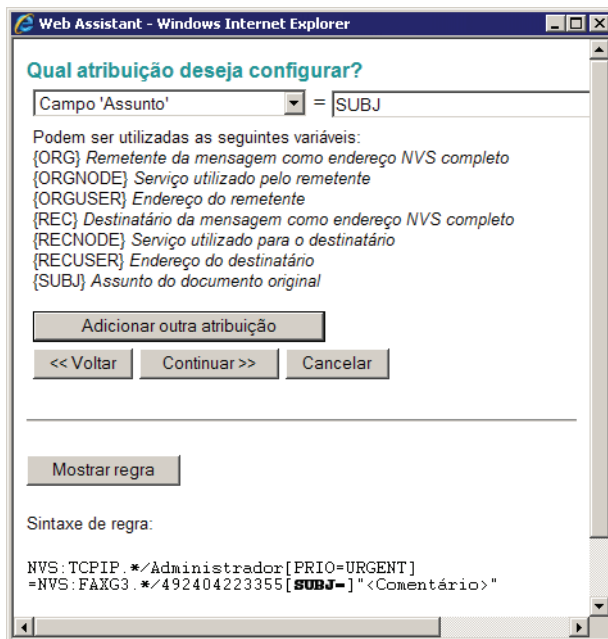 Web Assistant - Windows Internet Explorer
Qual atribuição deseja configurar?
Campo 'Assunto' = SUBJ
Podem ser utilizadas as seguintes variáveis:
{ORG} Remetente da mensagem como endereço NVS completo
{ORGNODE} Serviço utilizado pelo remetente
{ORGUSER} Endereço do remetente
{REC} Destinatário da mensagem como endereço NVS completo
{RECNODE} Serviço utilizado para o destinatário
{RECUSER} Endereço do destinatário
{SUBJ} Assunto do documento original
Adicionar outra atribuição
<< Voltar Continuar >> Cancelar
Mostrar regra
Sintaxe de regra:
NVS:TCPIP.*/Administrador[PRIO=URGENT]
=NVS:FAXG3.*/492404223355[SUBJ=]"<Comentário>"